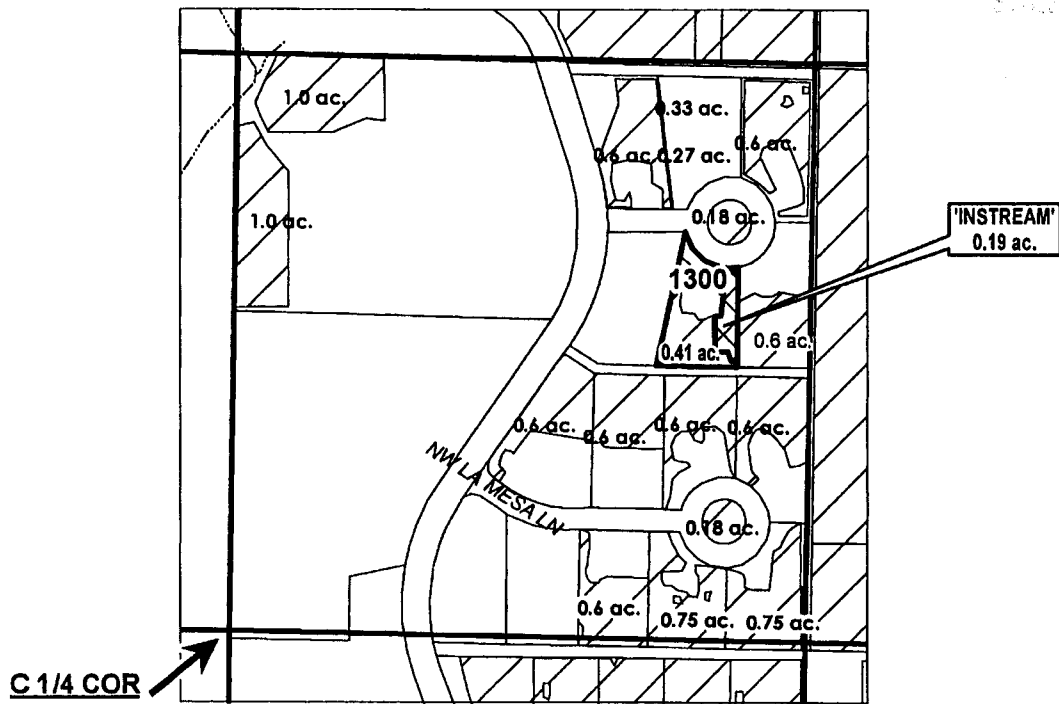 1.0 ac.
0.33 ac.
0.6 ac.
0.27 ac.
0.6 ac.
1.0 ac.
0.18 ac.
'INSTREAM'
0.19 ac.
1300
0.41 ac.
0.6 ac.
0.6 ac.
0.6 ac.
0.6 ac.
0.6 ac.
NW LA MESA LN
0.18 ac.
0.6 ac.
0.75 ac.
0.75 ac.
C 1/4 COR